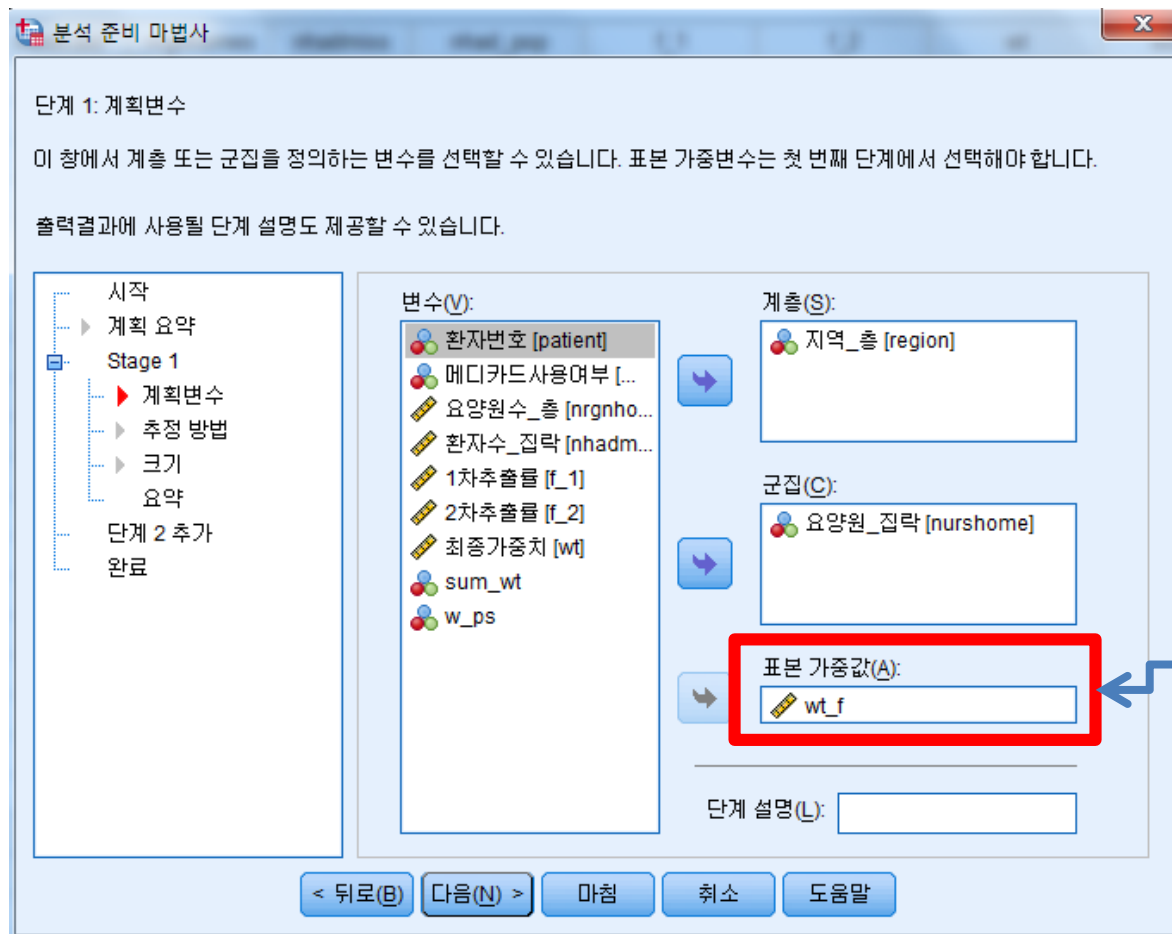 분석 준비 마법사
단계 1: 계획변수
이 창에서 계층 또는 군집을 정의하는 변수를 선택할 수 있습니다. 표본 가중변수는 첫 번째 단계에서 선택해야 합니다.
출력결과에 사용될 단계 설명도 제공할 수 있습니다.
시작
계획 요약
Stage 1
계획변수
추정 방법
크기
요약
단계 2 추가
완료
변수(V):
환자번호 [patient]
메디카드사용여부 [...
요양원수_층 [nrgnho...
환자수_집락 [nhadm...
1차추출률 [f_1]
2차추출률 [f_2]
최종가중치 [wt]
sum_wt
w_ps
계층(S):
지역_층 [region]
군집(C):
요양원_집락 [nurshome]
표본 가중값(A):
wt_f
단계 설명(L):
< 뒤로(B)
다음(N) >
마침
취소
도움말